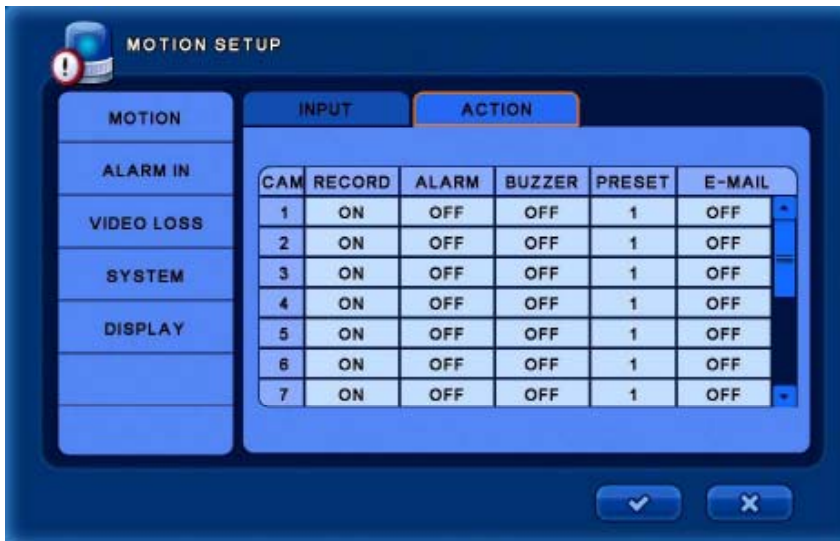 MOTION SETUP
MOTION
ALARM IN
VIDEO LOSS
SYSTEM
DISPLAY
INPUT ACTION
CAM RECORD ALARM BUZZER PRESET E-MAIL
1 ON OFF OFF 1 OFF
2 ON OFF OFF 1 OFF
3 ON OFF OFF 1 OFF
4 ON OFF OFF 1 OFF
5 ON OFF OFF 1 OFF
6 ON OFF OFF 1 OFF
7 ON OFF OFF 1 OFF